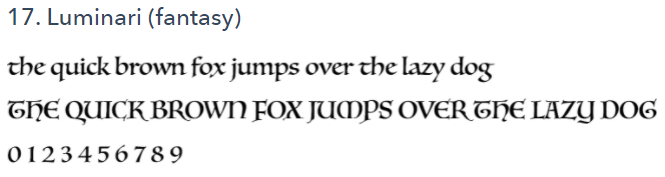 17. Luminari (fantasy)
the quick brown fox jumps over the lazy dog
THE QUICK BROWN FOX JUMPS OVER THE LAZY DOG
0 1 2 3 4 5 6 7 8 9